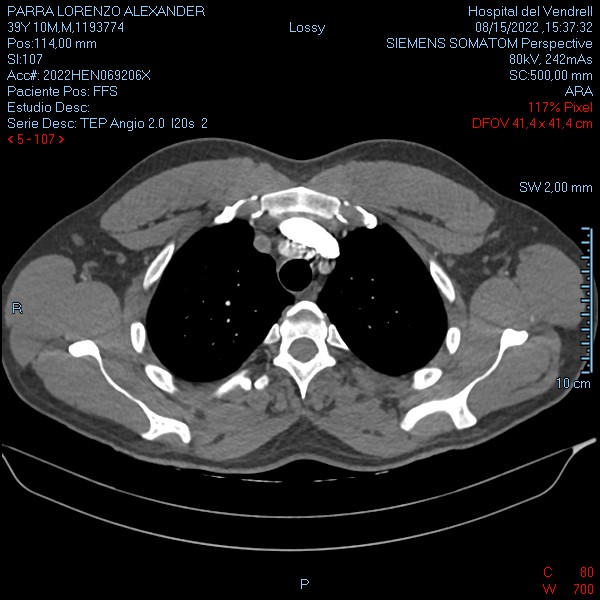 PARRA LORENZO ALEXANDER
39Y 10M,M,1193774
Pos:114,00 mm
SI:107
Acc#: 2022HEN069206X
Paciente Pos: FFS
Estudio Desc:
Serie Desc: TEP Angio 2.0 I20s 2
< 5 - 107 >
Lossy
Hospital del Vendrell
08/15/2022 ,15:37:32
SIEMENS SOMATOM Perspective
80kV, 242mAs
SC:500,00 mm
ARA
117% Pixel
DFOV 41,4 x 41,4 cm
SW 2,00 mm
R
10 cm
P
C 80
W 700